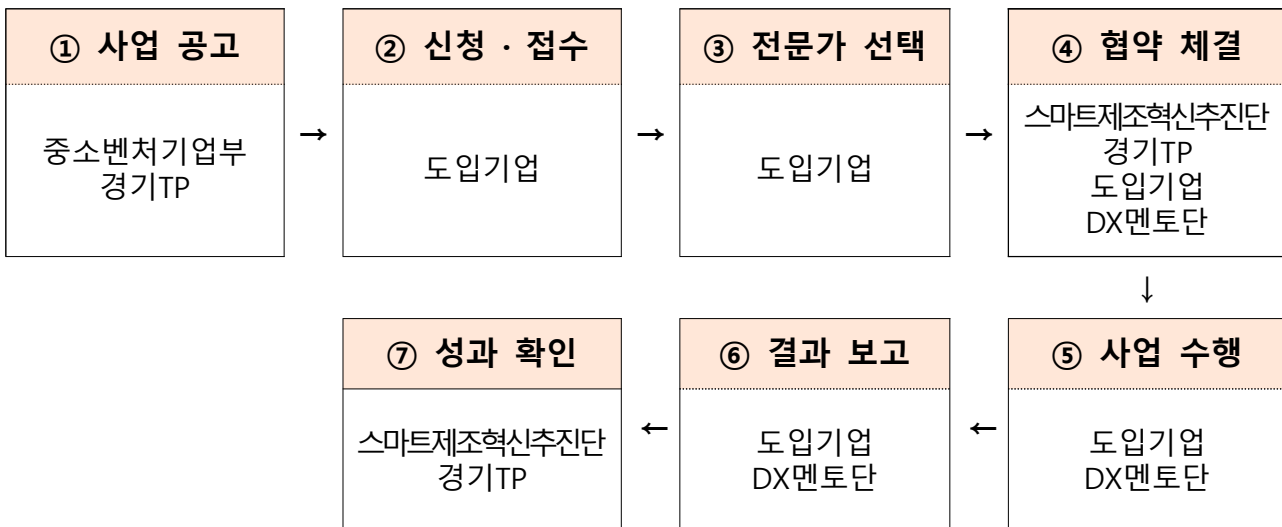 ① 사업 공고
중소벤처기업부
경기TP
→
② 신청 · 접수
도입기업
→
③ 전문가 선택
도입기업
→
④ 협약 체결
스마트제조혁신추진단
경기TP
도입기업
DX멘토단
↓
⑤ 사업 수행
도입기업
DX멘토단
←
⑥ 결과 보고
도입기업
DX멘토단
←
⑦ 성과 확인
스마트제조혁신추진단
경기TP